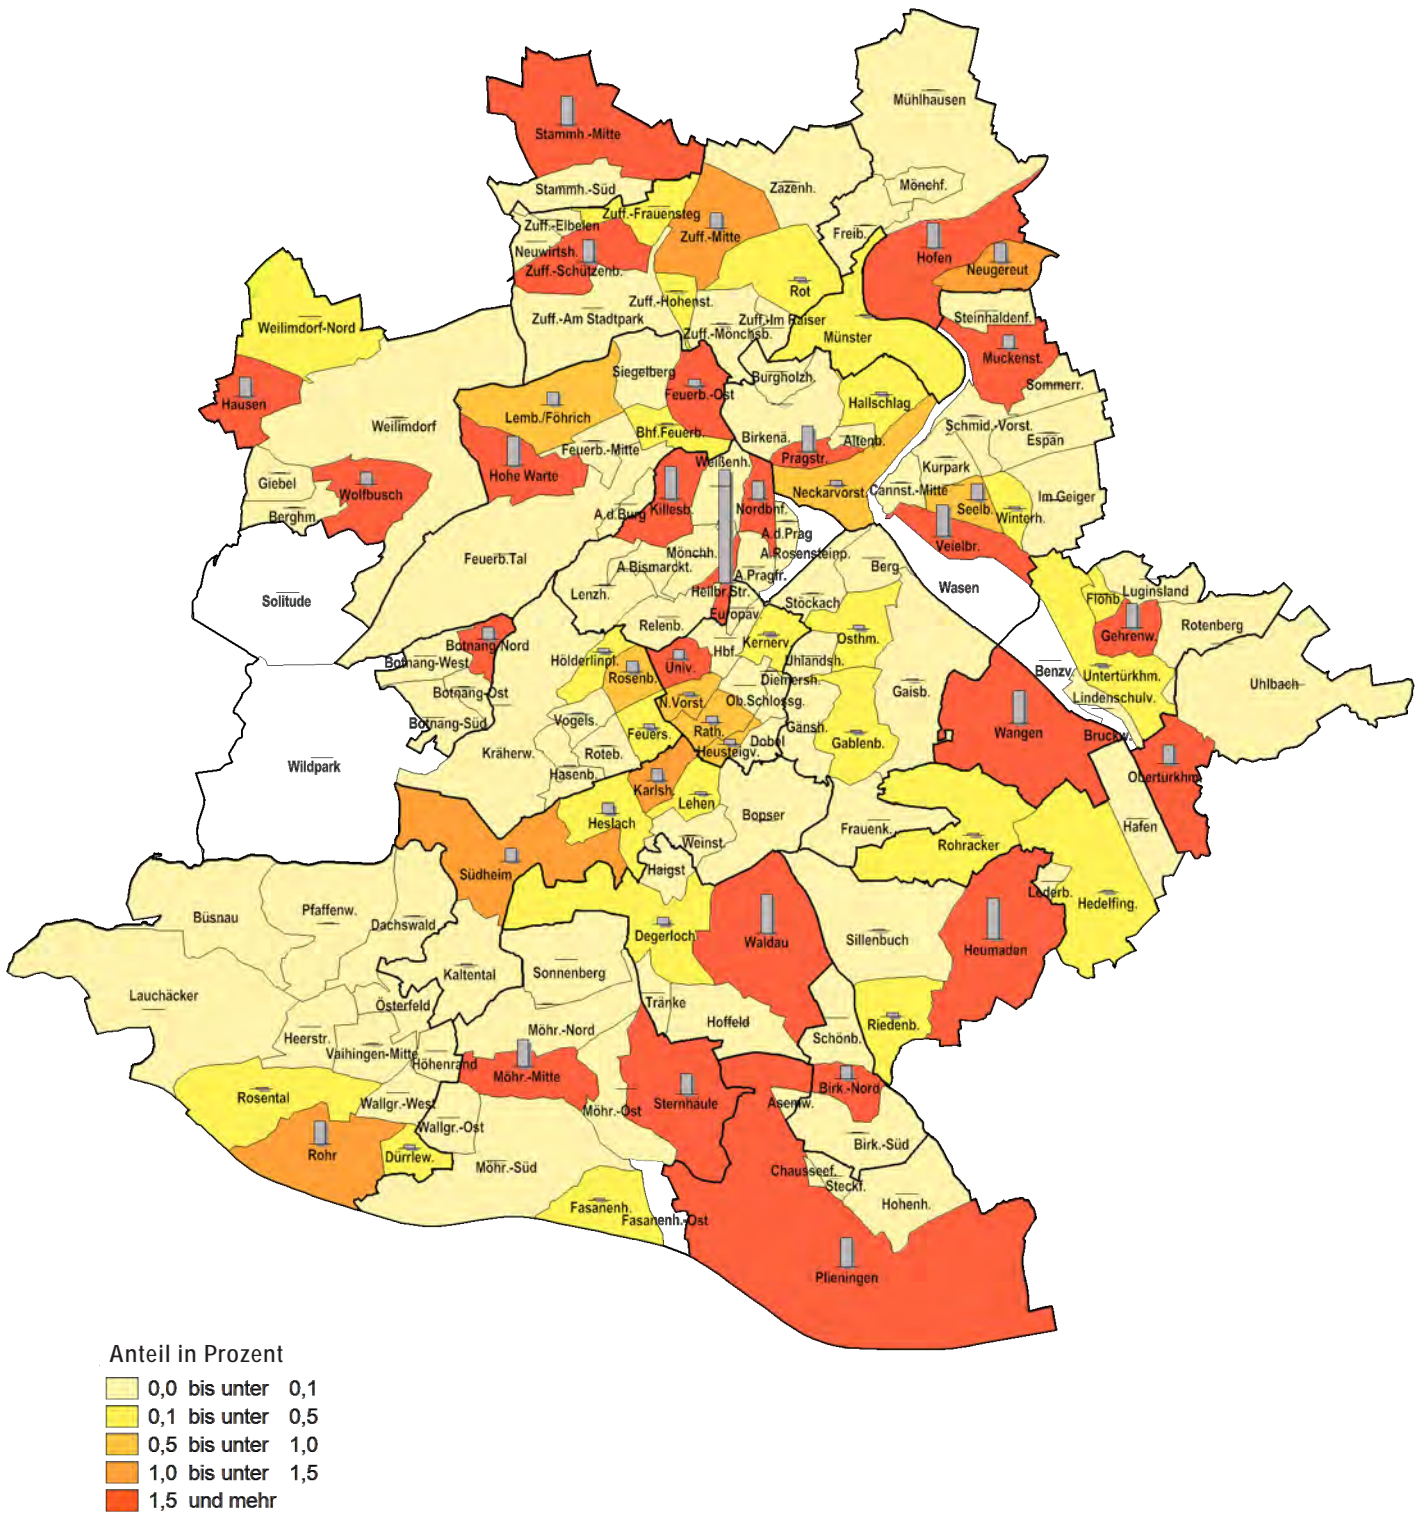 Mühlhausen
Stammh.-Mitte
Stammh.-Süd
Zazenh.
Mönchf.
Zuff.-Frauensteg
Zuff.-Elbelen
Zuff.-Mitte
Freib.
Neuwirtsh.
Hofen
Zuff.-Schützenb.
Neugereut
Rot
Zuff.-Hohenst.
Zuff.-Am Stadtpark
Zuff.-Im Raiser
Steinhaldenf.
Weilimdorf-Nord
Zuff.-Mönchsb.
Münster
Muckenst.
Siegelberg
Burgholzh.
Sommerr.
Feuerb.-Ost
Hausen
Hallschlag
Lemb./Föhrich
Weilimdorf
Schmid.-Vorst.
Bhf.Feuerb.
Birkenä.
Altenb.
Espan
Feuerb.-Mitte
Pragstr.
Weißenh.
Kurpark
Hohe Warte
Giebel
Wolfbusch
Neckarvorst.
Cannst.-Mitte
Im Geiger
Killesb.
Nordbhf.
Seelb.
A.d.Burg
Berghm.
Winterh.
A.d.Prag
Veielbr.
Mönchh.
A.Rosensteinp.
Feuerb.Tal
A.Bismarckt.
A.Pragfr.
Berg
Wasen
Lenzh.
Heilbr.Str.
Luginsland
Solitude
Stöckach
Flohb.
Europav.
Relenb.
Rotenberg
Gehrenw.
Osthm.
Kernerv.
Botnang-Nord
Hbf.
Hölderlinpl.
Uhlandsh.
Botnang-West
Univ.
Benzv.
Rosenb.
Diemersh.
Untertürkhm.
Uhlbach
Botnang-Ost
Gaisb.
Lindenschulv.
N.Vorst.
Ob.Schlossg.
Vogels.
Botnang-Süd
Gänsh.
Rath.
Wangen
Feuers.
Bruckw.
Dobel
Gablenb.
Heusteigv.
Kräherw.
Roteb.
Wildpark
Hasenb.
Obertürkhm.
Karlsh.
Lehen
Bopser
Heslach
Hafen
Frauenk.
Weinst.
Rohracker
Haigst
Südheim
Lederb.
Hedelfing.
Pfaffenw.
Büsnau
Dachswald
Degerloch
Waldau
Sillenbuch
Heumaden
Kaltental
Sonnenberg
Lauchäcker
Tränke
Österfeld
Hoffeld
Riedenb.
Möhr.-Nord
Heerstr.
Schönb.
Vaihingen-Mitte
Höhenrand
Möhr.-Mitte
Birk.-Nord
Rosental
Wallgr.-West
Sternhäule
Asemw.
Möhr.-Ost
Wallgr.-Ost
Birk.-Süd
Rohr
Dürrlew.
Möhr.-Süd
Chausseef.
Steckf.
Hohenh.
Fasanenh.
Fasanenh.-Ost
Plieningen
Anteil in Prozent
0,0 bis unter 0,1
0,1 bis unter 0,5
0,5 bis unter 1,0
1,0 bis unter 1,5
1,5 und mehr